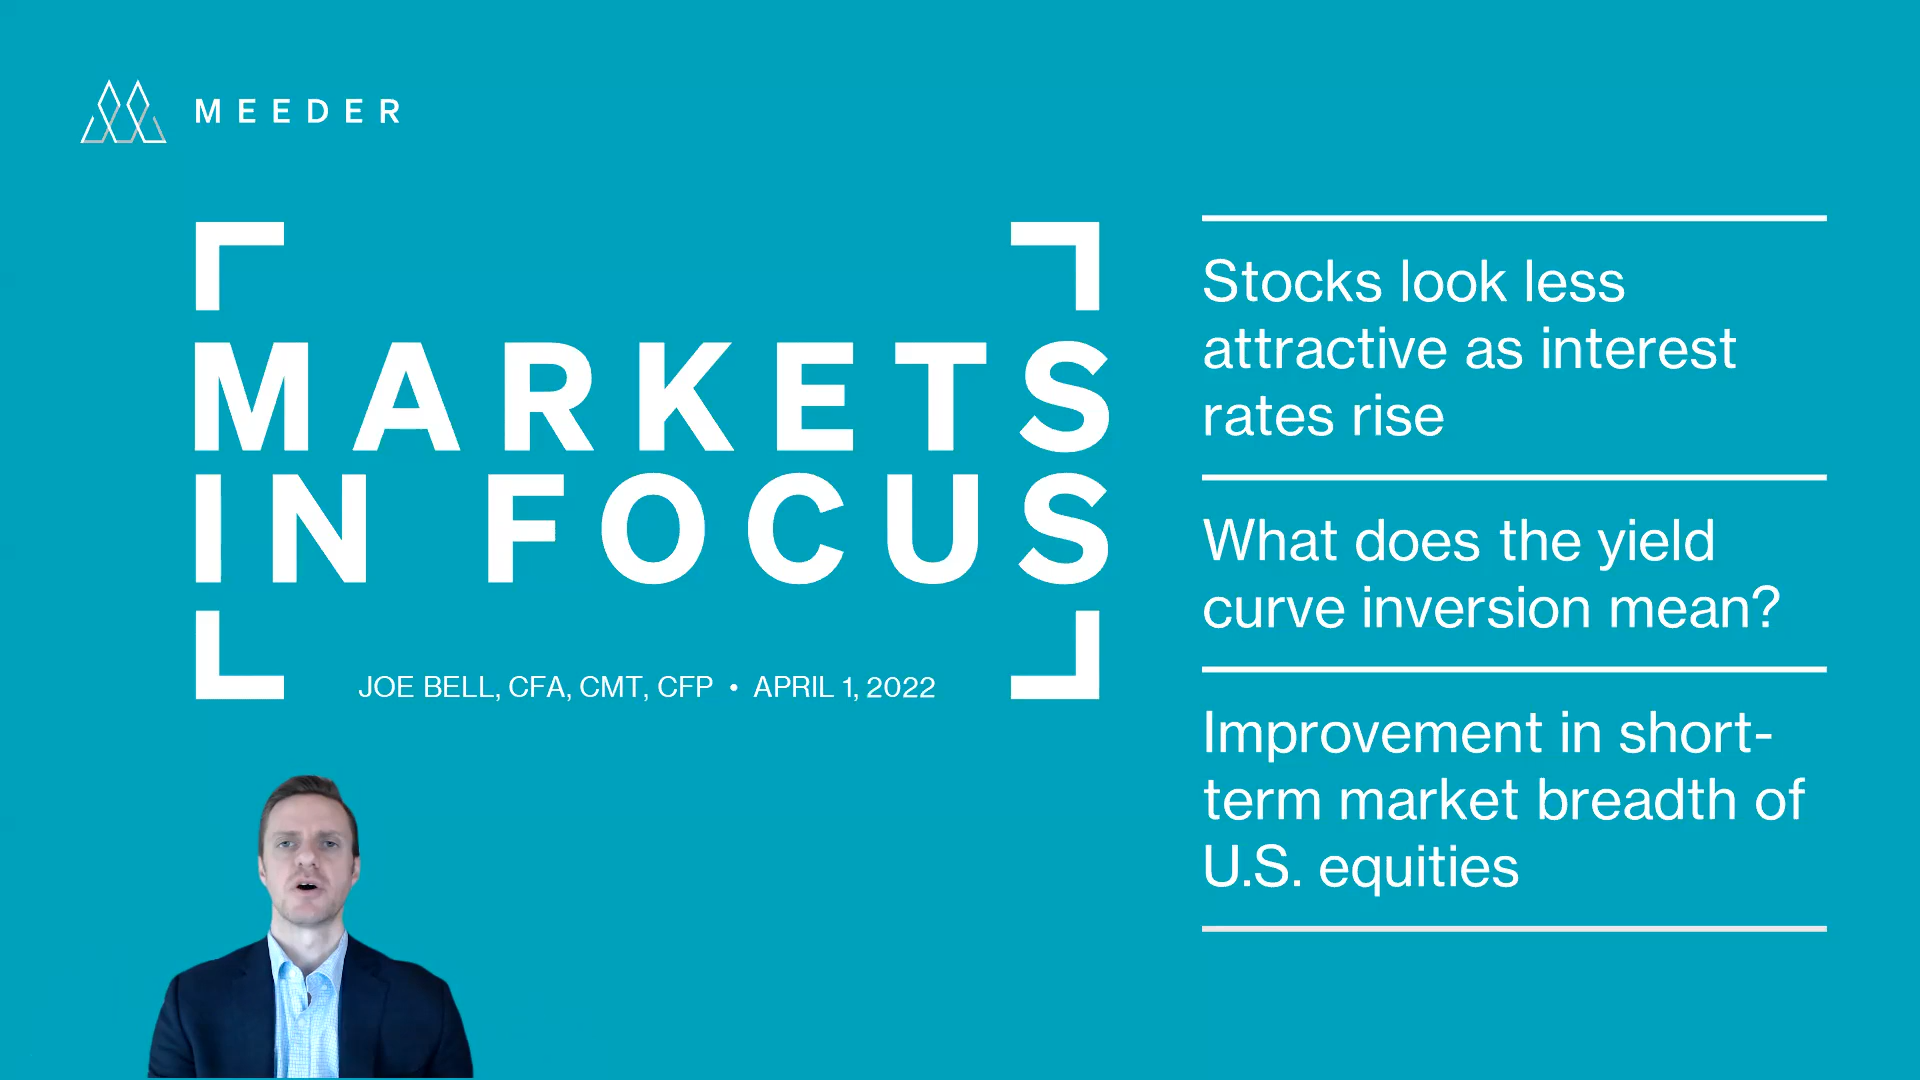 MEEDER
MARKETS
IN FOCUS
JOE BELL, CFA, CMT, CFP • APRIL 1, 2022
Stocks look less
attractive as interest
rates rise
What does the yield
curve inversion mean?
Improvement in short-
term market breadth of
U.S. equities